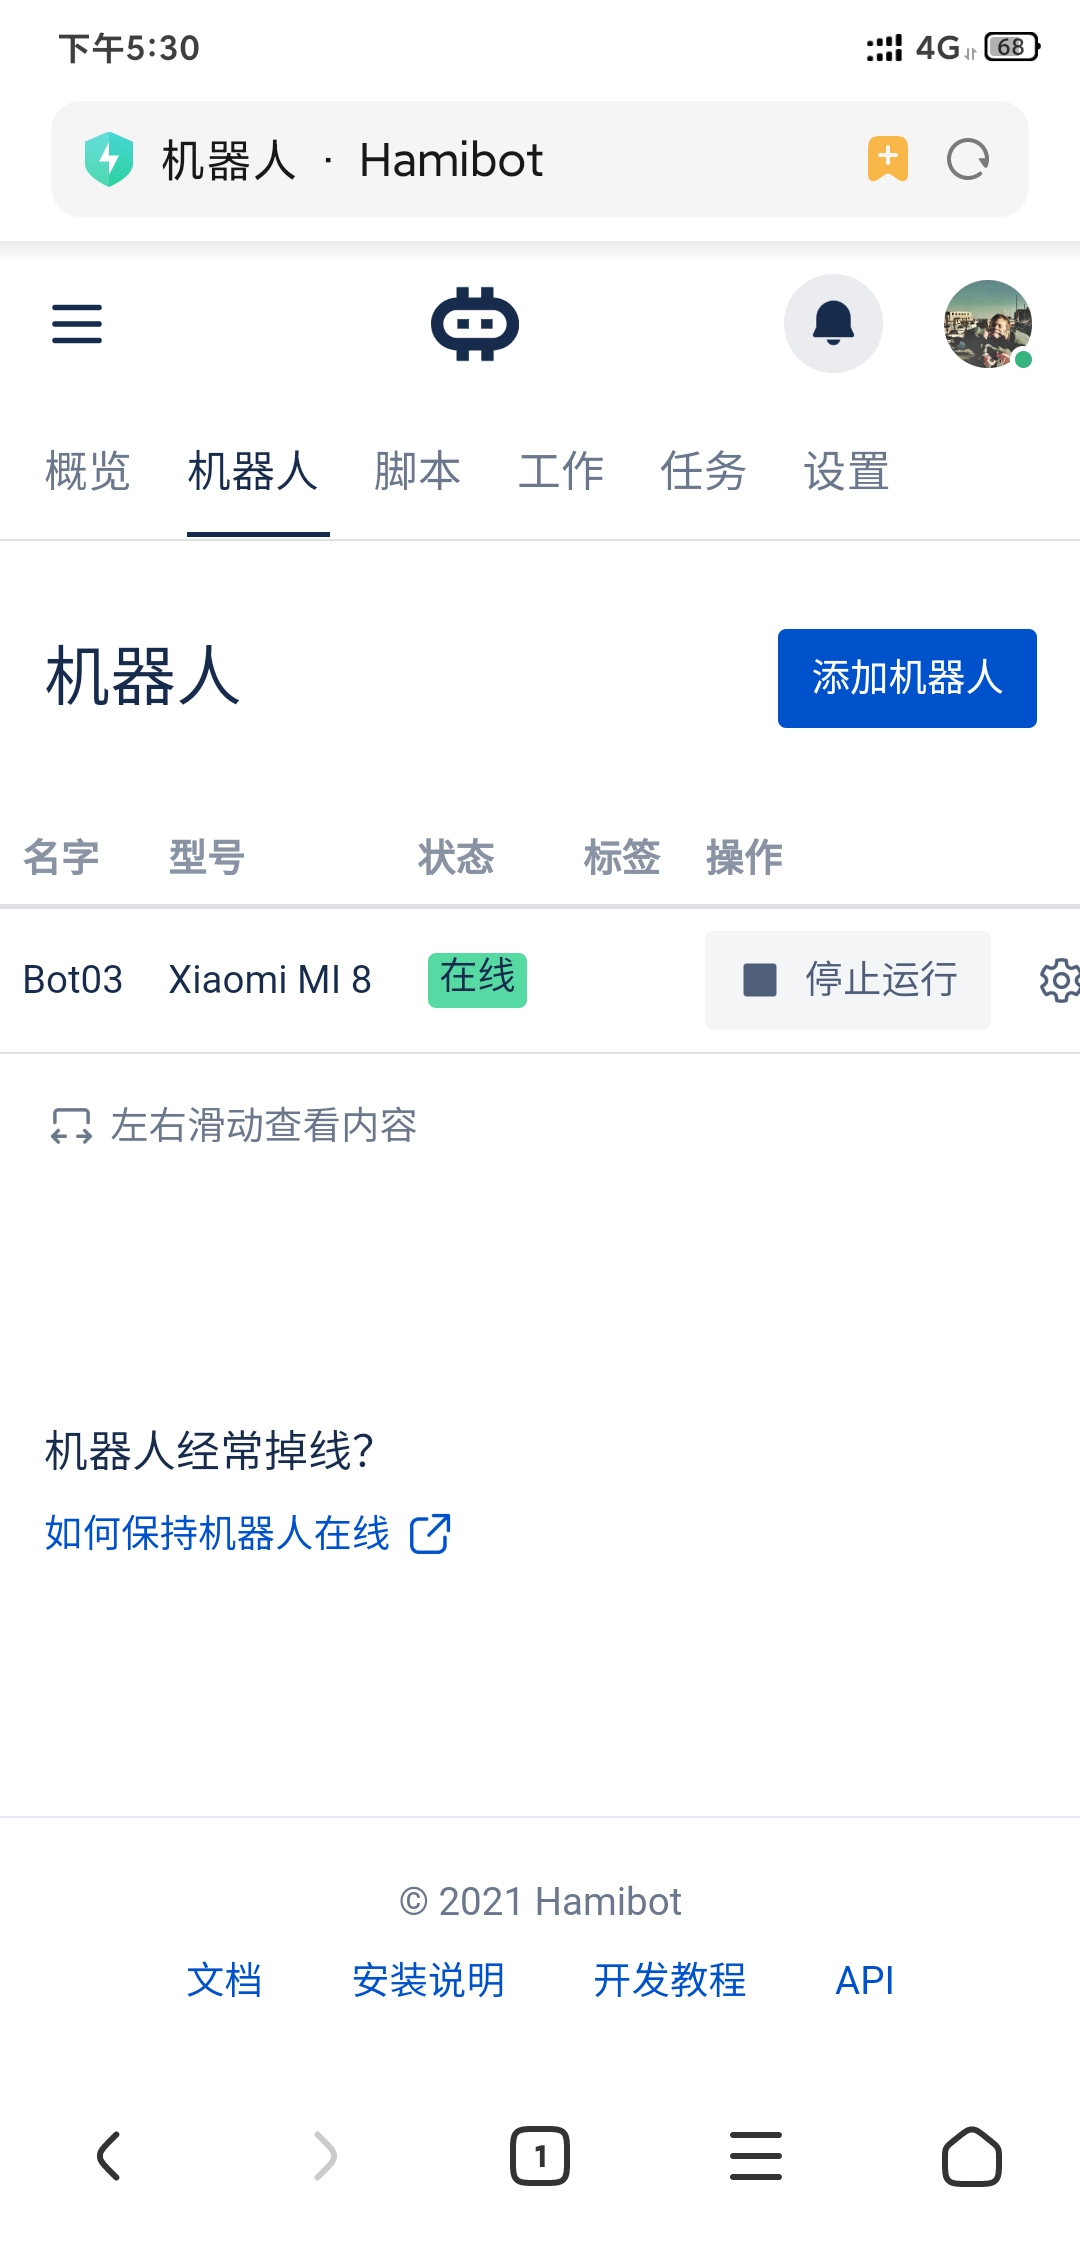 下午5:30 4G 68
机器人 · Hamibot
概览 机器人 脚本 工作 任务 设置
机器人 添加机器人
名字 型号 状态 标签 操作
Bot03 Xiaomi MI 8 在线 停止运行
左右滑动查看内容
机器人经常掉线？
如何保持机器人在线
© 2021 Hamibot
文档 安装说明 开发教程 API
1